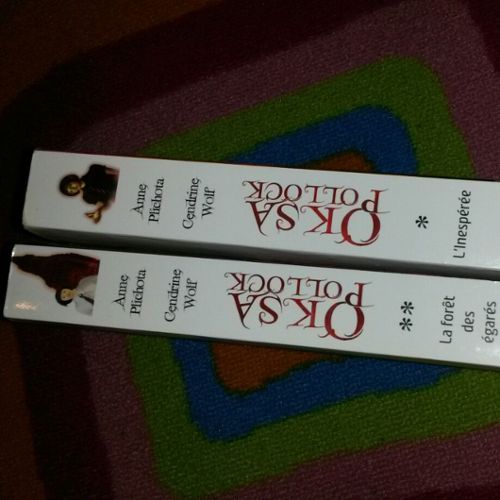 Anne
Plichota
Cendrine
Wolf
OKSA
POLLOCK
*
L'Inespérée
Anne
Plichota
Cendrine
Wolf
OKSA
POLLOCK
**
La forêt
des
égarés